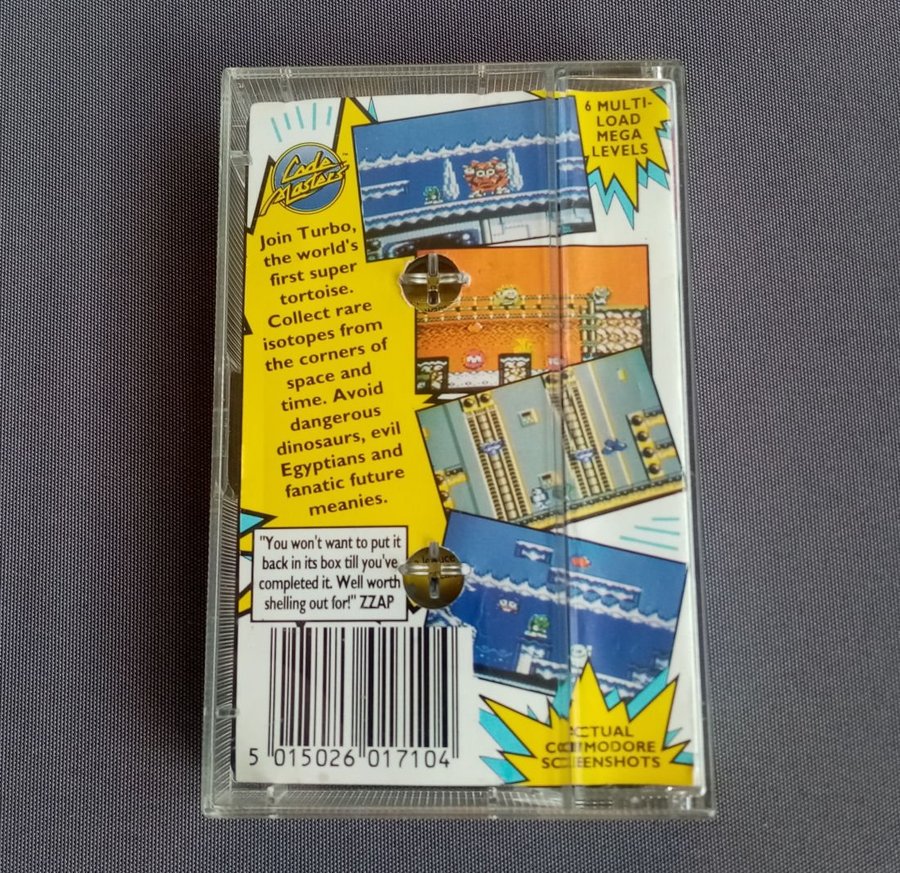 Code
Masters
™
6 MULTI-
LOAD
MEGA
LEVELS
Join Turbo,
the world's
first super
tortoise.
Collect rare
isotopes from
the corners of
space and
time. Avoid
dangerous
dinosaurs, evil
Egyptians and
fanatic future
meanies.
"You won't want to put it
back in its box till you've
completed it. Well worth
shelling out for!" ZZAP
5 015026 017104
ACTUAL
COMMODORE
SCREENSHOTS